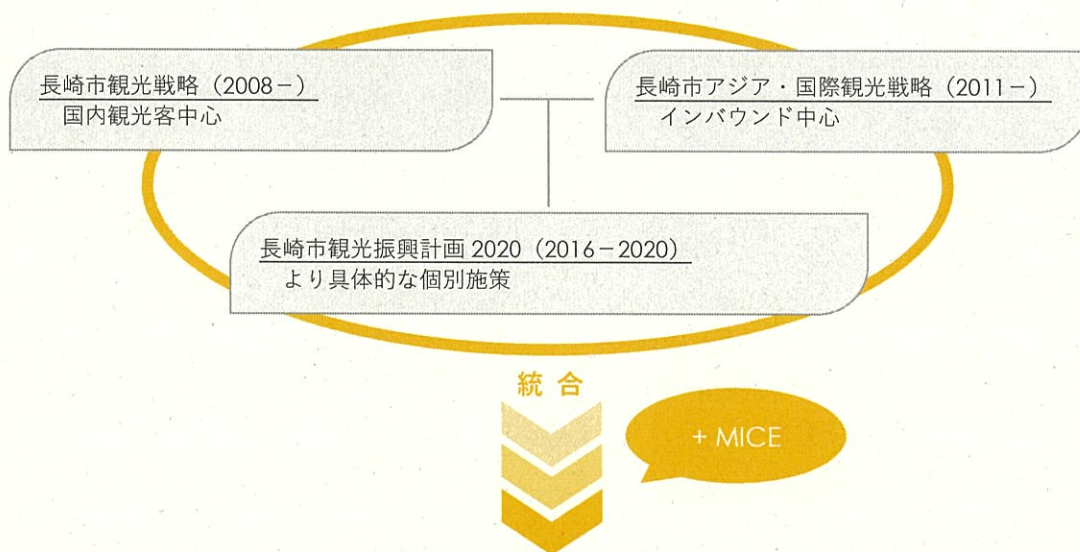 長崎市観光戦略（2008－）
国内観光客中心
長崎市アジア・国際観光戦略（2011－）
インバウンド中心
長崎市観光振興計画 2020（2016－2020）
より具体的な個別施策
統 合
+ MICE